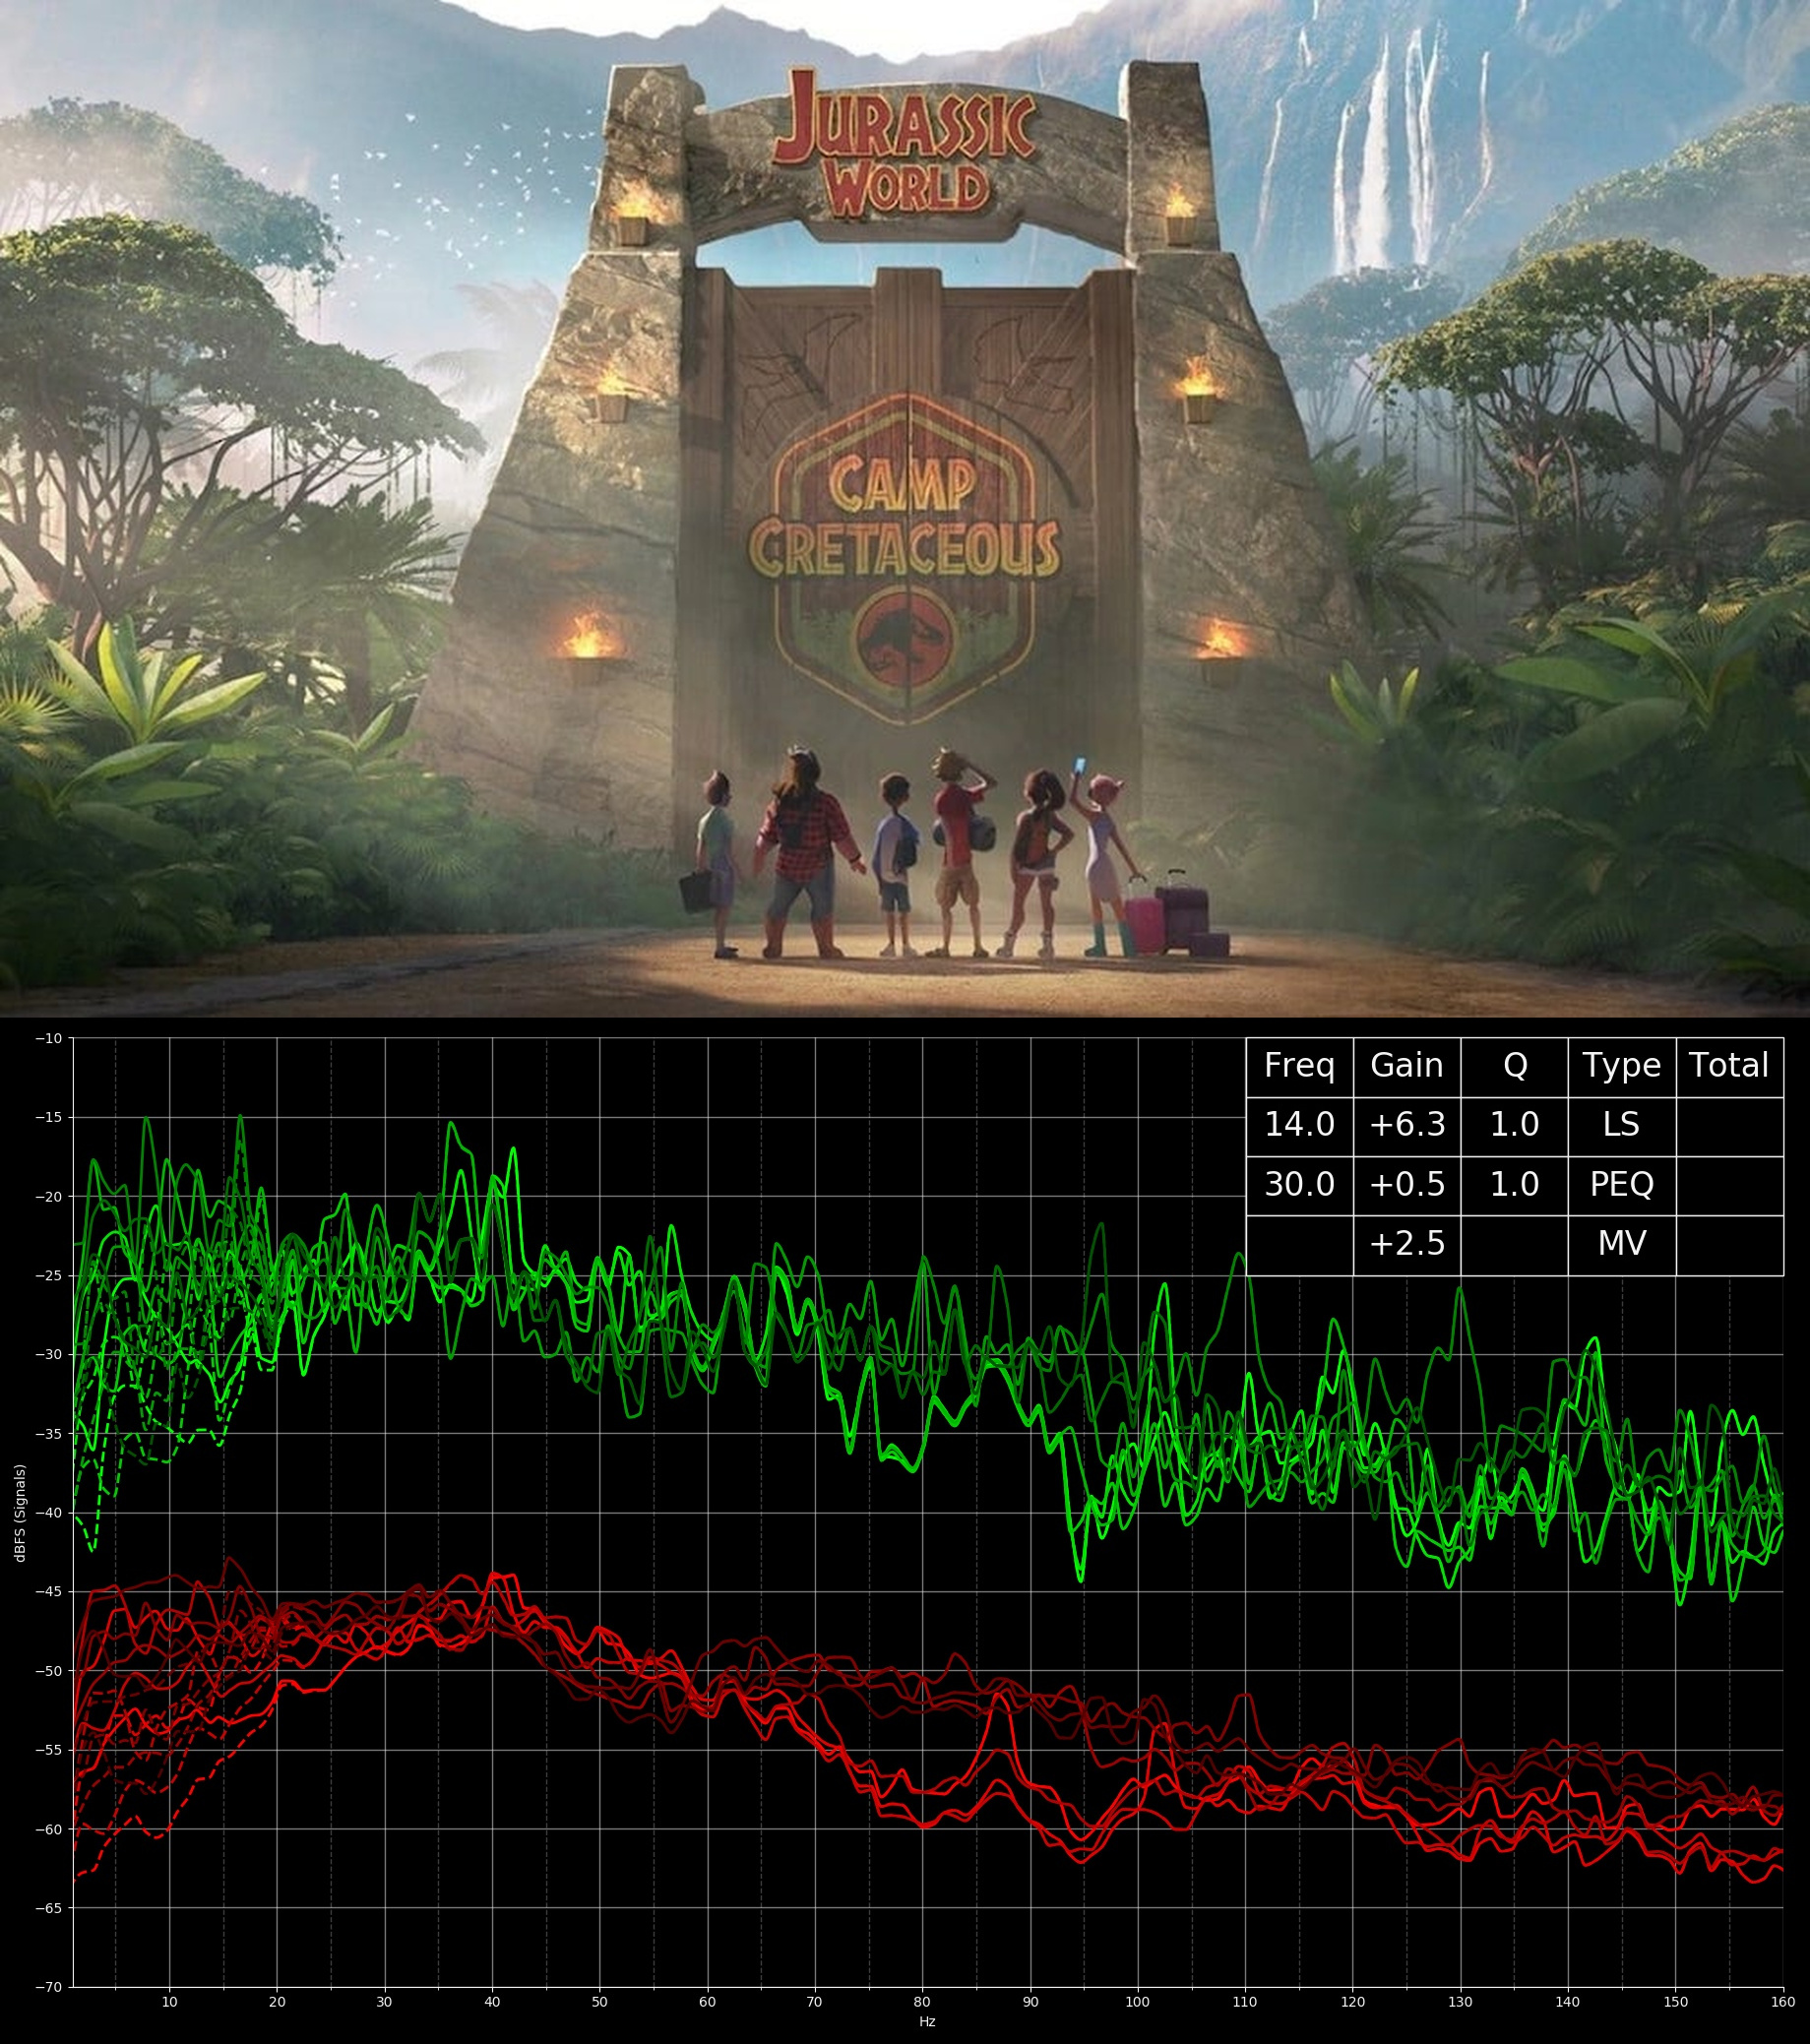 JURASSIC
WORLD
CAMP
CRETACEOUS
Freq Gain Q Type Total
14.0 +6.3 1.0 LS
30.0 +0.5 1.0 PEQ
+2.5 MV
−10
−15
−20
−25
−30
−35
−40
−45
−50
−55
−60
−65
−70
dBFS (Signals)
10 20 30 40 50 60 70 80 90 100 110 120 130 140 150 160
Hz